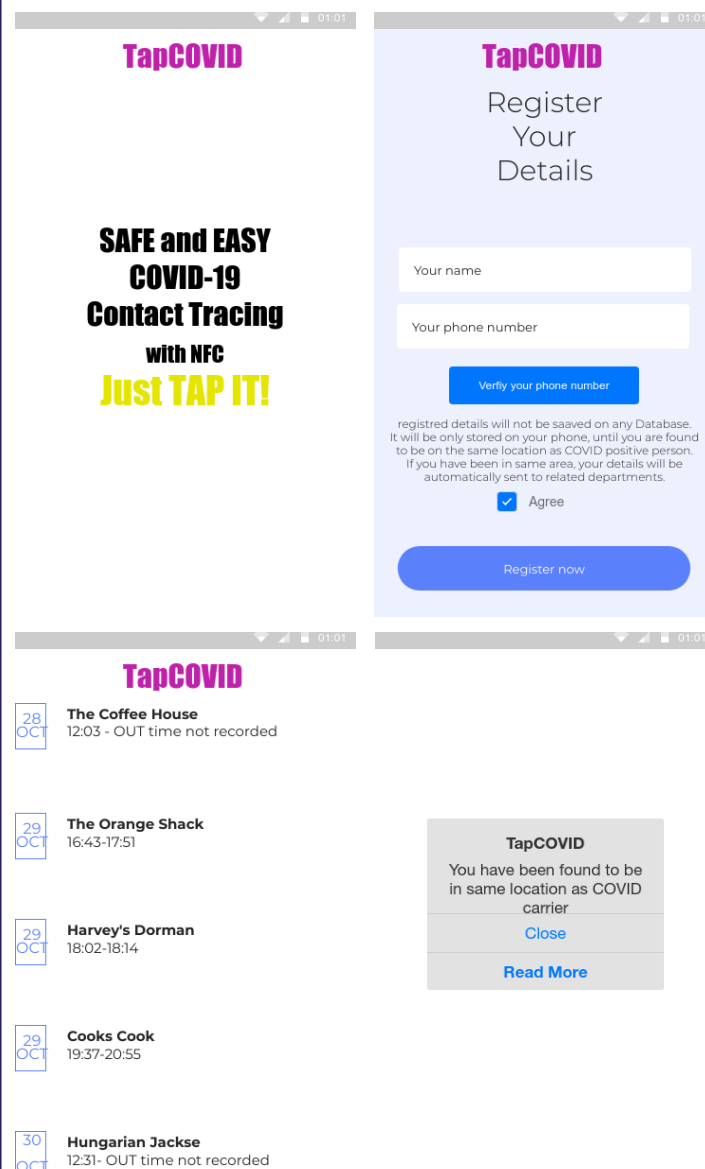 01:01
TapCOVID
SAFE and EASY
COVID-19
Contact Tracing
with NFC
Just TAP IT!
01:01
TapCOVID
Register
Your
Details
Your name
Your phone number
Verfiy your phone number
registred details will not be saaved on any Database.
It will be only stored on your phone, until you are found
to be on the same location as COVID positive person.
If you have been in same area, your details will be
automatically sent to related departments.
Agree
Register now
01:01
TapCOVID
28
OCT
The Coffee House
12:03 - OUT time not recorded
29
OCT
The Orange Shack
16:43-17:51
29
OCT
Harvey's Dorman
18:02-18:14
29
OCT
Cooks Cook
19:37-20:55
30
OCT
Hungarian Jackse
12:31- OUT time not recorded
01:01
TapCOVID
You have been found to be
in same location as COVID
carrier
Close
Read More